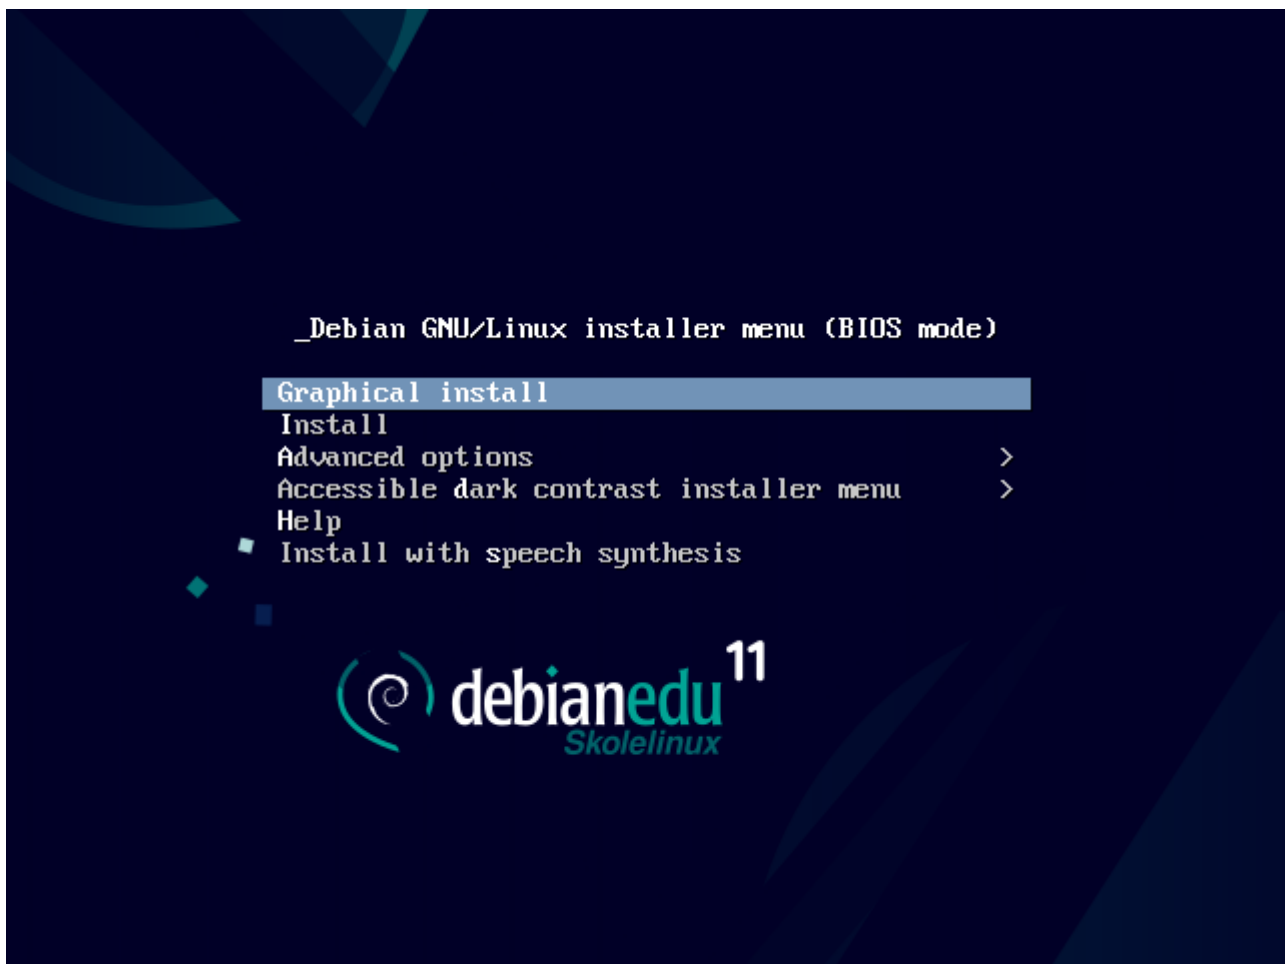 _Debian GNU/Linux installer menu (BIOS mode)
Graphical install
Install
Advanced options >
Accessible dark contrast installer menu >
Help
Install with speech synthesis
debianedu 11
Skolelinux